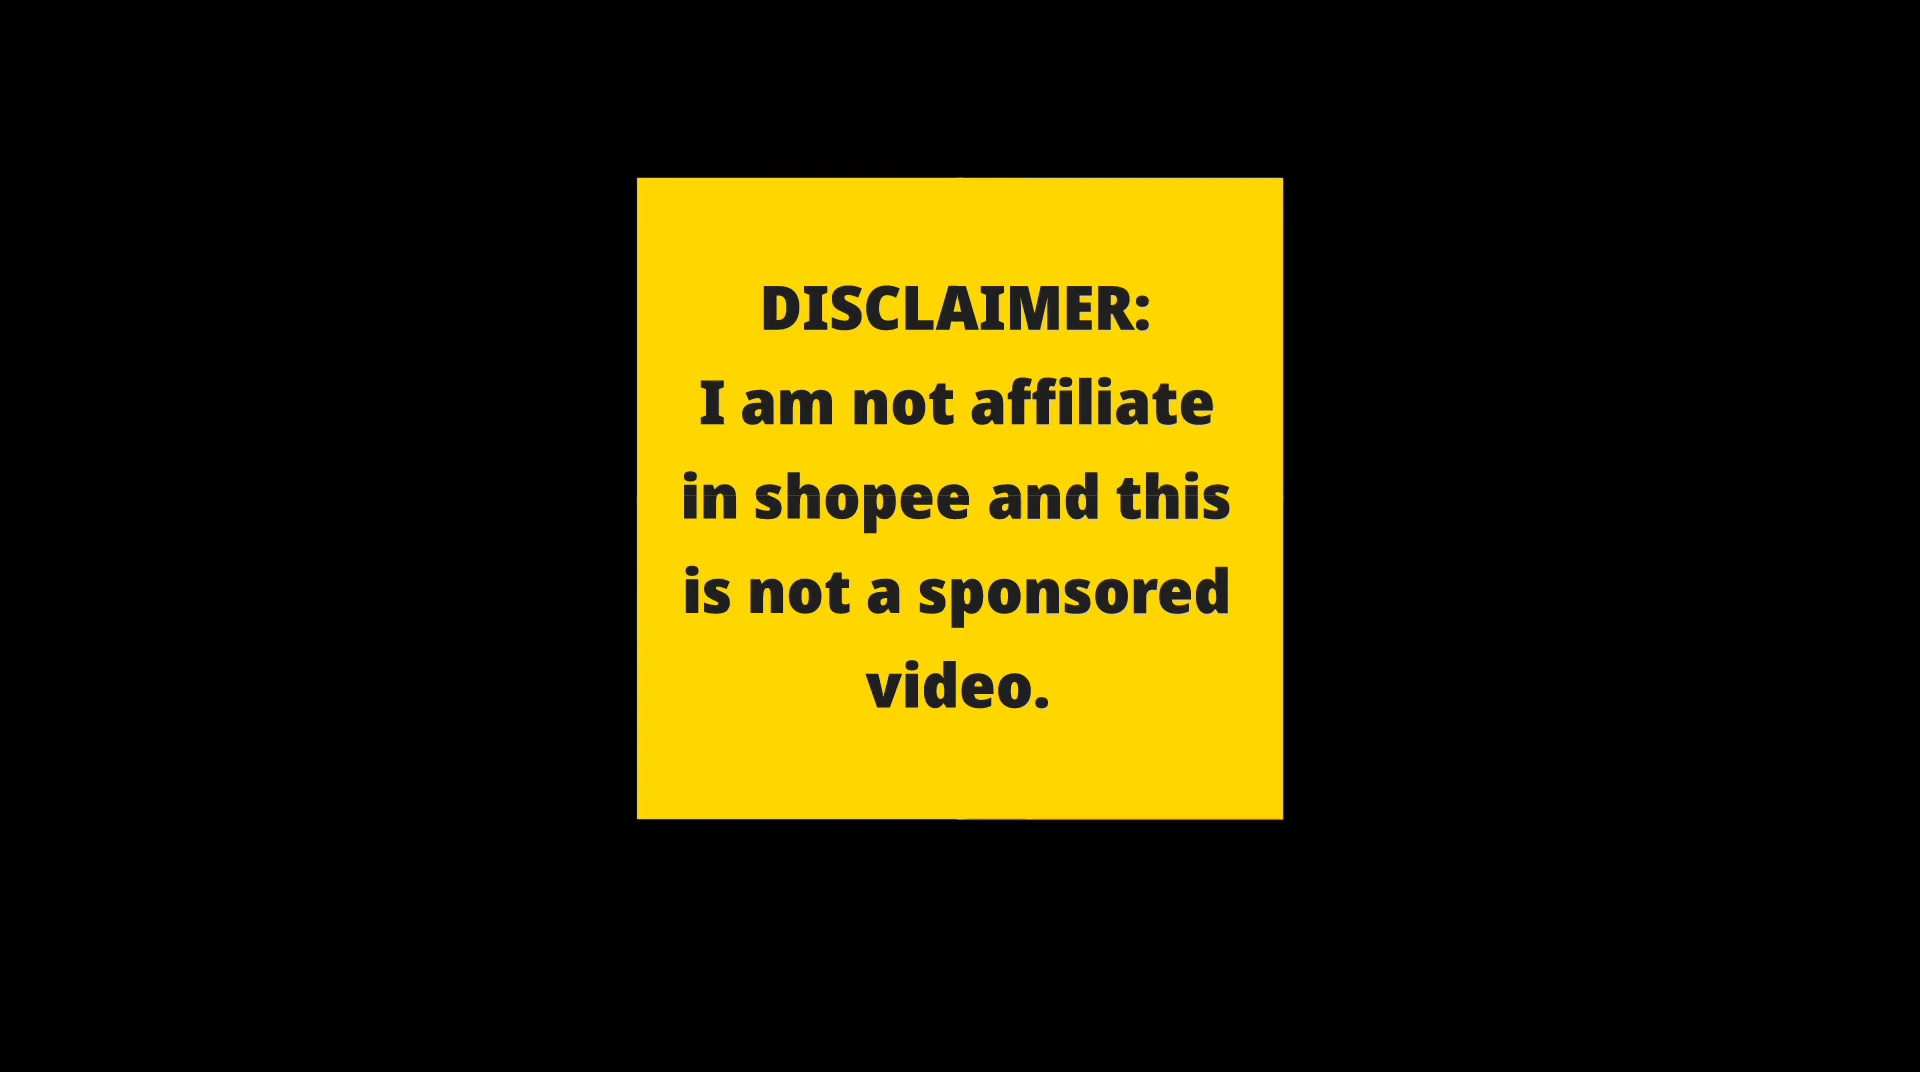 DISCLAIMER:
I am not affiliate
in shopee and this
is not a sponsored
video.